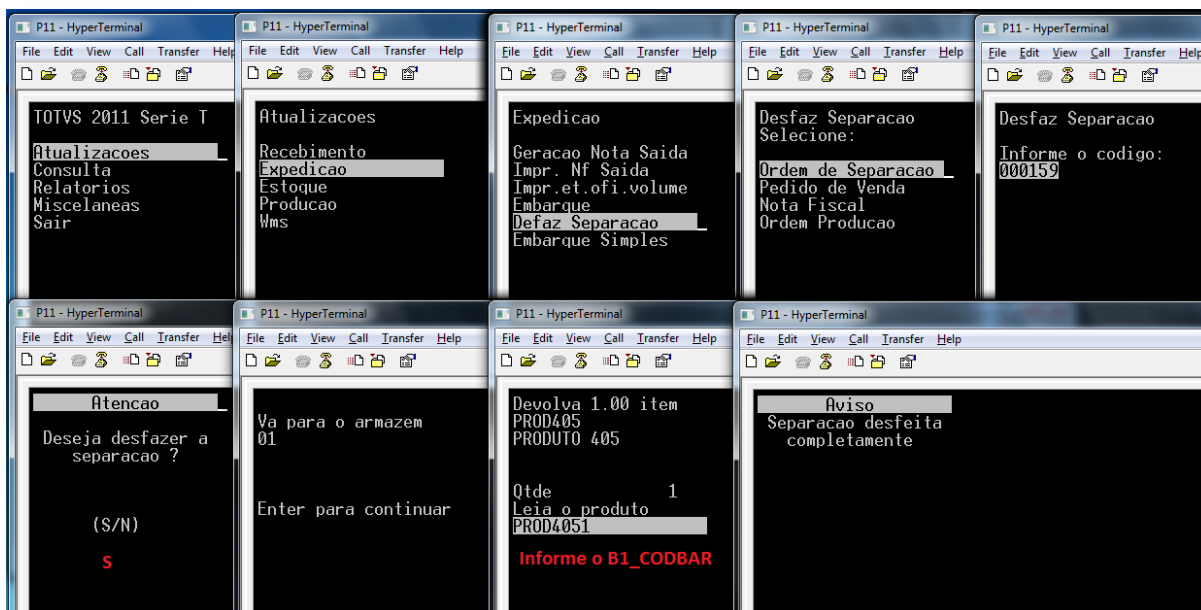 P11 - HyperTerminal
File Edit View Call Transfer Help
TOTVS 2011 Serie T
Atualizacoes
Consulta
Relatorios
Miscelaneas
Sair
P11 - HyperTerminal
File Edit View Call Transfer Help
Atualizacoes
Recebimento
Expedicao
Estoque
Producao
Wms
P11 - HyperTerminal
File Edit View Call Transfer Help
Expedicao
Geracao Nota Saida
Impr. Nf Saida
Impr.et.ofi.volume
Embarque
Defaz Separacao
Embarque Simples
P11 - HyperTerminal
File Edit View Call Transfer Help
Desfaz Separacao
Selecione:
Ordem de Separacao
Pedido de Venda
Nota Fiscal
Ordem Producao
P11 - HyperTerminal
File Edit View Call Transfer Help
Desfaz Separacao
Informe o codigo:
000159
P11 - HyperTerminal
File Edit View Call Transfer Hel
Atencao
Deseja desfazer a
separacao ?
(S/N)
S
P11 - HyperTerminal
File Edit View Call Transfer Help
Va para o armazem
01
Enter para continuar
P11 - HyperTerminal
File Edit View Call Transfer Help
Devolva 1.00 item
PROD405
PRODUTO 405
Qtde 1
Leia o produto
PROD4051
Informe o B1_CODBAR
P11 - HyperTerminal
File Edit View Call Transfer Help
Aviso
Separacao desfeita
completamente